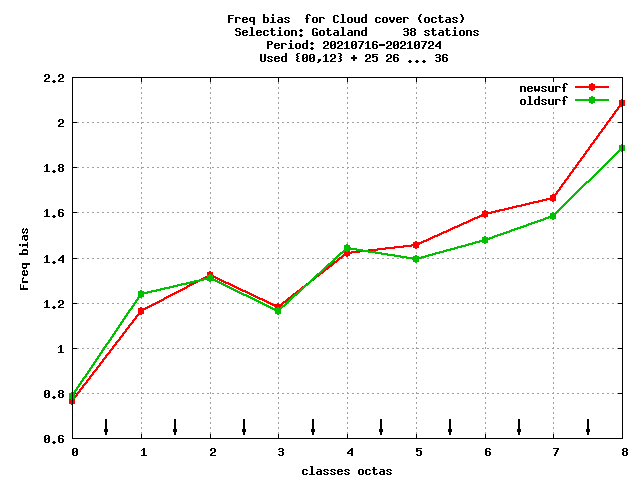 Freq bias  for Cloud cover (octas)
Selection: Gotaland     38 stations
Period: 20210716-20210724
Used {00,12} + 25 26 ... 36
newsurf
oldsurf
2.2
2
1.8
1.6
1.4
1.2
1
0.8
0.6
Freq bias
0 1 2 3 4 5 6 7 8
classes octas